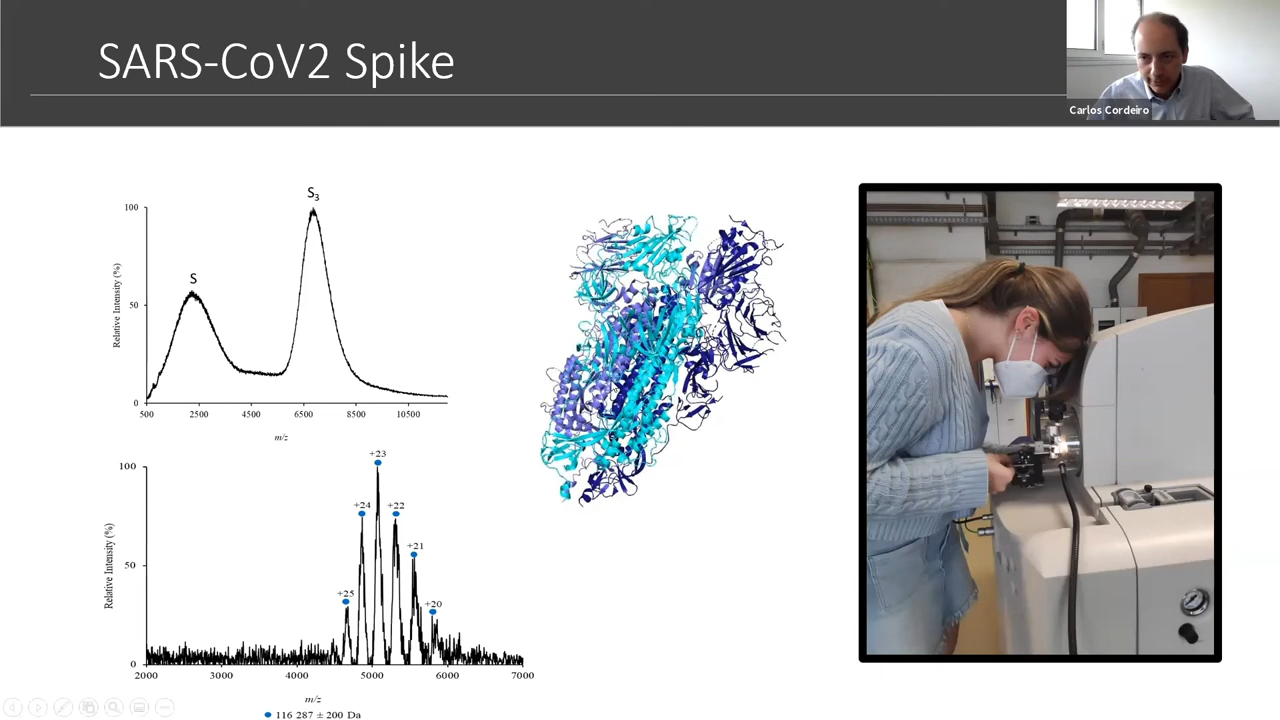 SARS-CoV2 Spike
Carlos Cordeiro
S₃
S
100
50
0
Relative Intensity (%)
500
2500
4500
6500
8500
10500
m/z
+23
+24
+22
+21
+25
+20
100
50
0
Relative Intensity (%)
2000
3000
4000
5000
6000
7000
m/z
116 287 ± 200 Da